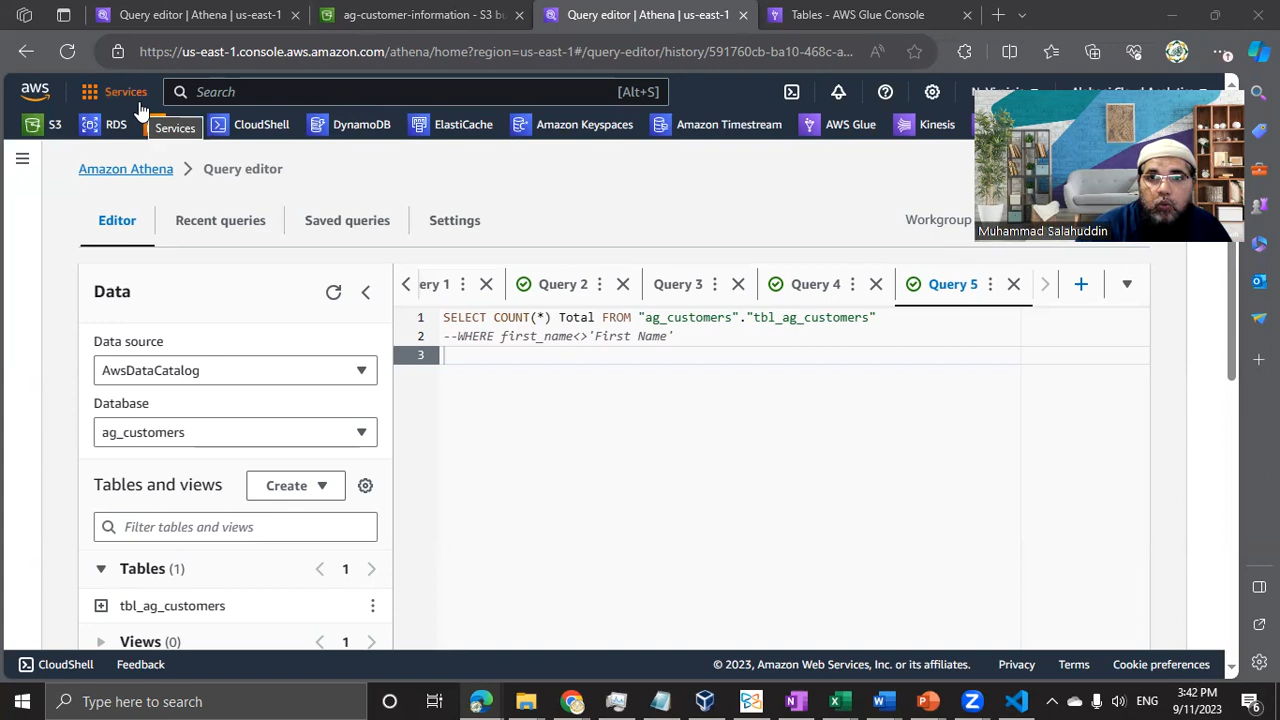 Query editor | Athena | us-east-1
ag-customer-information - S3 bu
Query editor | Athena | us-east-1
Tables - AWS Glue Console
https://us-east-1.console.aws.amazon.com/athena/home?region=us-east-1#/query-editor/history/591760cb-ba10-468c-a...
aws
Services
Search
[Alt+S]
S3
RDS
Services
CloudShell
DynamoDB
ElastiCache
Amazon Keyspaces
Amazon Timestream
AWS Glue
Kinesis
Amazon Athena
Query editor
Editor
Recent queries
Saved queries
Settings
Workgroup
Muhammad Salahuddin
Data
ery 1
Query 2
Query 3
Query 4
Query 5
1 SELECT COUNT(*) Total FROM "ag_customers"."tbl_ag_customers"
2 --WHERE first_name<>'First Name'
3
Data source
AwsDataCatalog
Database
ag_customers
Tables and views
Create
Filter tables and views
Tables (1)
1
tbl_ag_customers
Views (0)
1
CloudShell
Feedback
© 2023, Amazon Web Services, Inc. or its affiliates.
Privacy
Terms
Cookie preferences
Type here to search
ENG
3:42 PM
9/11/2023
6